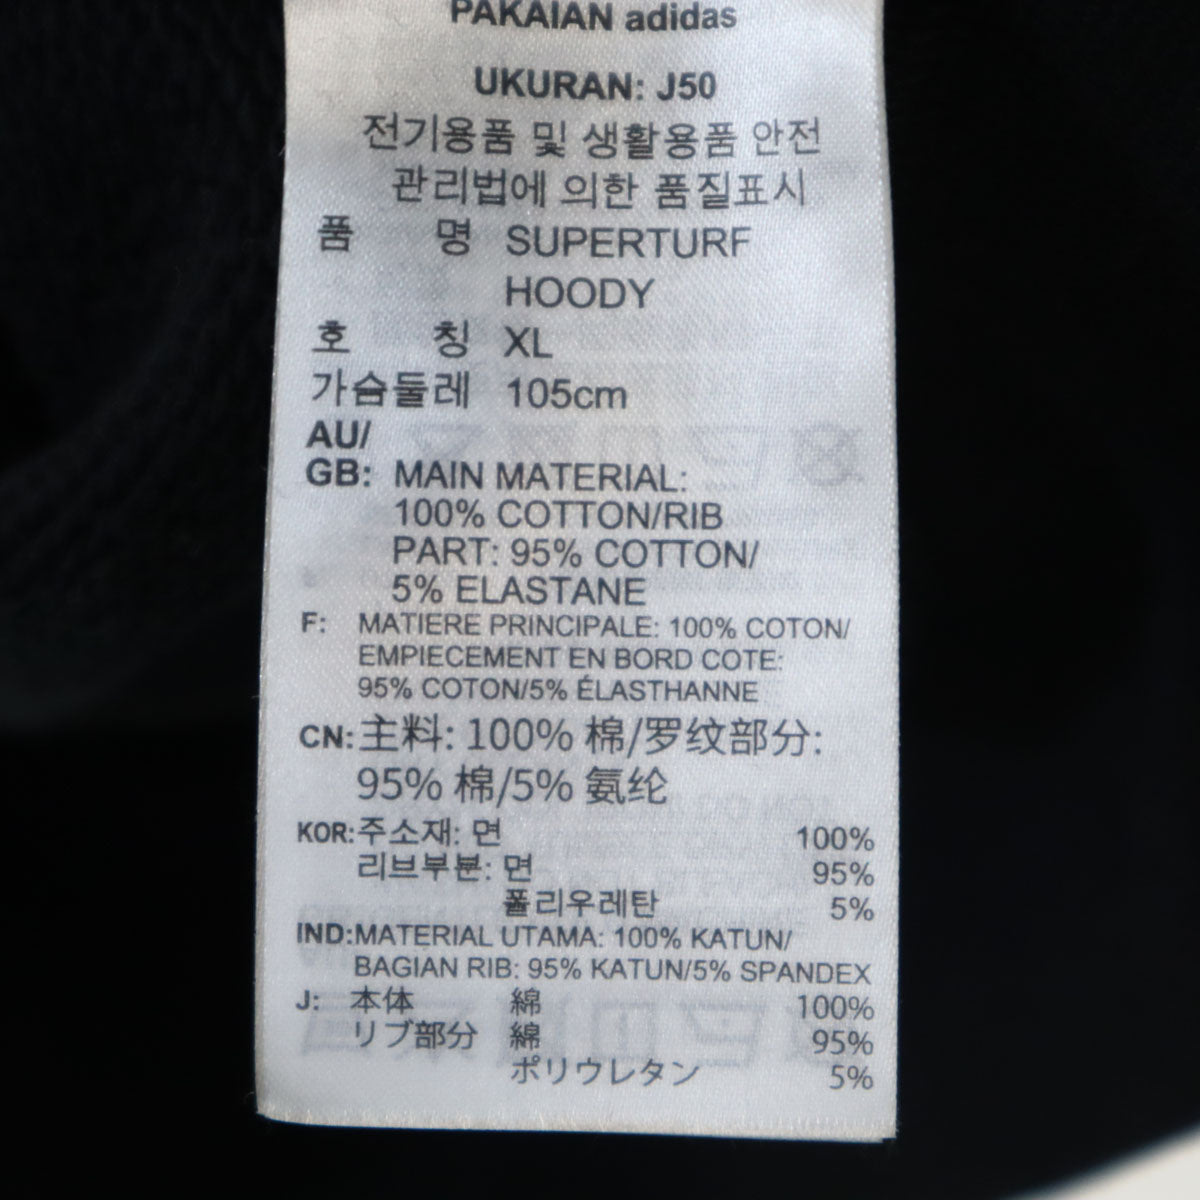 PAKAIAN adidas
UKURAN: J50
전기용품 및 생활용품 안전
관리법에 의한 품질표시
품 명 SUPERTURF
HOODY
호 칭 XL
가슴둘레 105cm
AU/
GB: MAIN MATERIAL:
100% COTTON/RIB
PART: 95% COTTON/
5% ELASTANE
F: MATIERE PRINCIPALE: 100% COTON/
EMPIECEMENT EN BORD COTE:
95% COTON/5% ÉLASTHANNE
CN: 主料: 100% 棉/罗纹部分:
95% 棉/5% 氨纶
KOR: 주소재: 면 100%
리브부분: 면 95%
폴리우레탄 5%
IND: MATERIAL UTAMA: 100% KATUN/
BAGIAN RIB: 95% KATUN/5% SPANDEX
J: 本体 綿 100%
リブ部分 綿 95%
ポリウレタン 5%